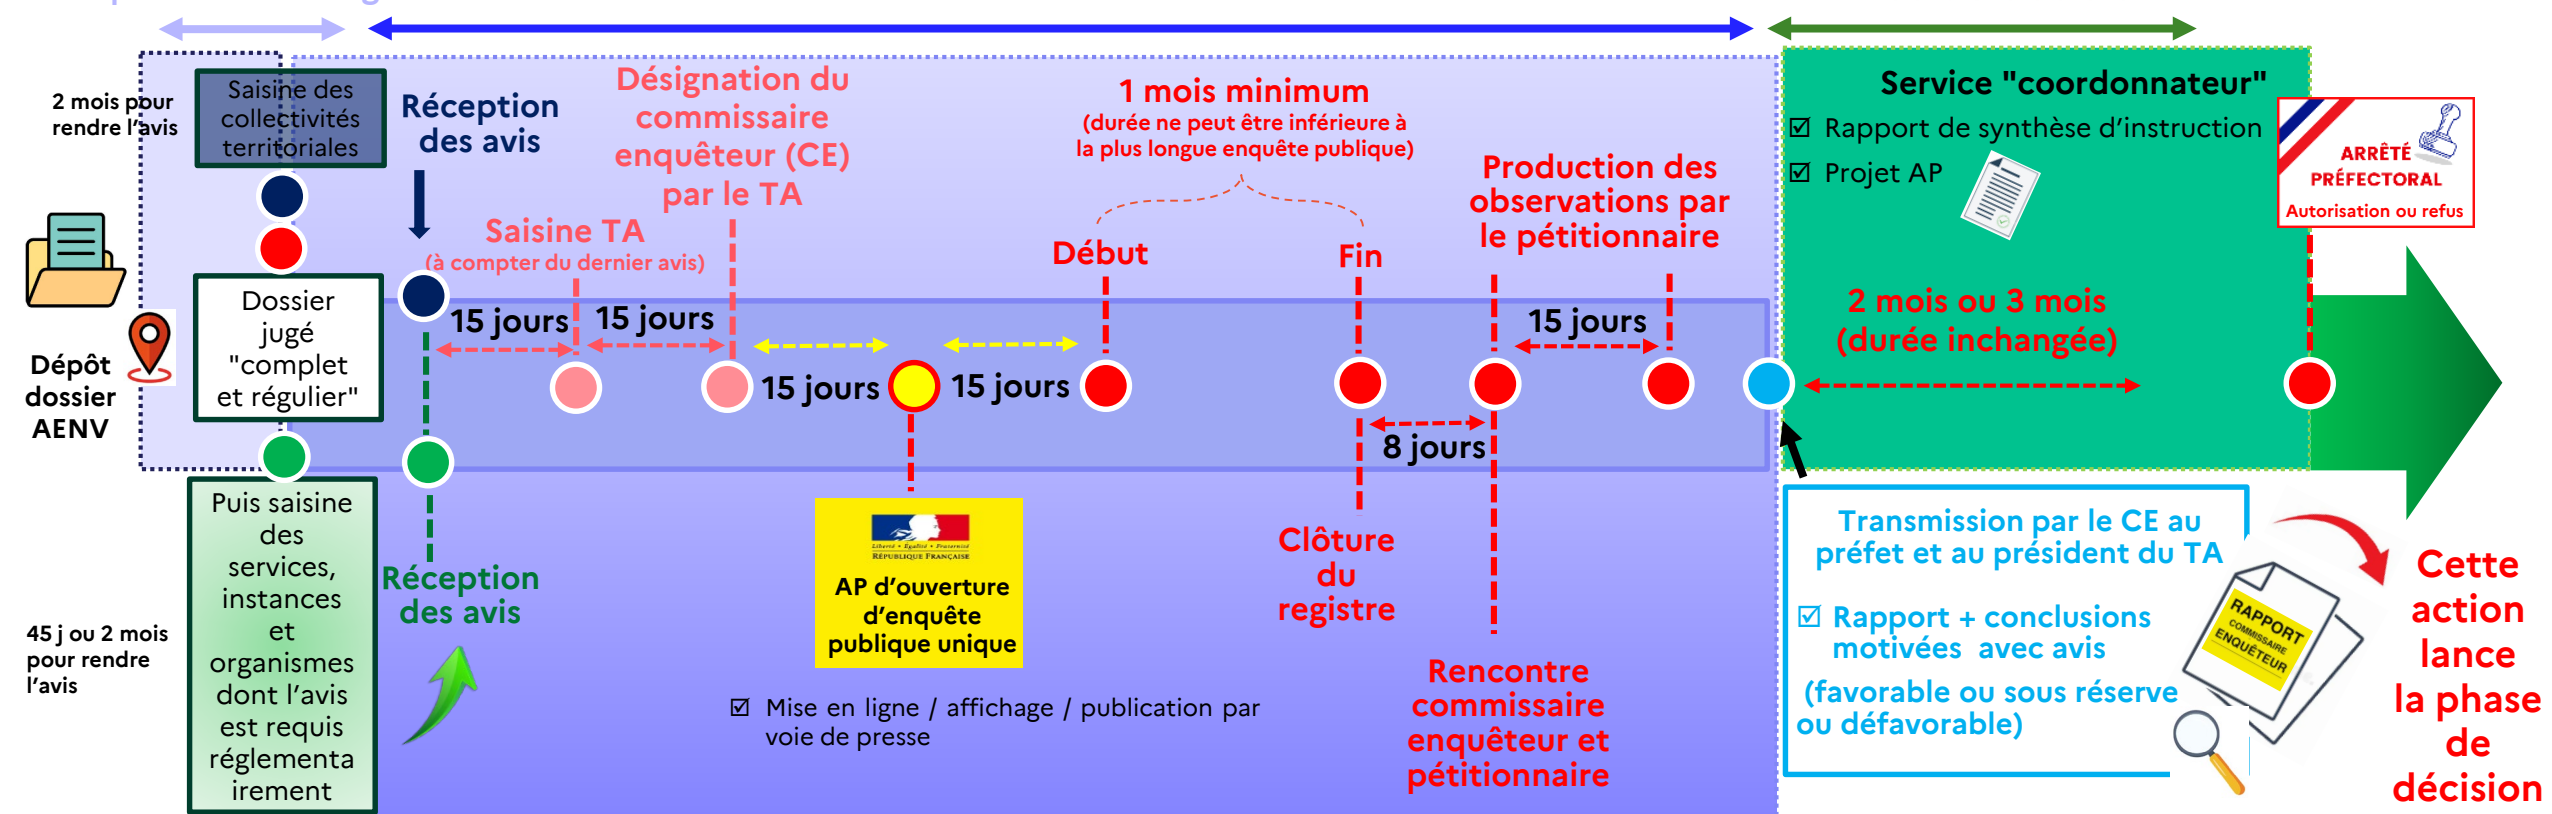 2 mois pour
rendre l'avis
Saisine des
collectivités
territoriales
Dépôt
dossier
AENV
Dossier
jugé
"complet
et régulier"
45 j ou 2 mois
pour rendre
l'avis
Puis saisine
des
services,
instances
et
organismes
dont l'avis
est requis
réglementa
irement
Réception
des avis
Réception
des avis
Saisine TA
(à compter du dernier avis)
Désignation du
commissaire
enquêteur (CE)
par le TA
15 jours
15 jours
15 jours
15 jours
AP d'ouverture
d'enquête
publique unique
Liberté • Égalité • Fraternité
RÉPUBLIQUE FRANÇAISE
☑ Mise en ligne / affichage / publication par
voie de presse
1 mois minimum
(durée ne peut être inférieure à
la plus longue enquête publique)
Début
Fin
Clôture
du
registre
8 jours
Rencontre
commissaire
enquêteur et
pétitionnaire
Production des
observations par
le pétitionnaire
15 jours
Service "coordonnateur"
☑ Rapport de synthèse d'instruction
☑ Projet AP
2 mois ou 3 mois
(durée inchangée)
ARRÊTÉ
PRÉFECTORAL
Autorisation ou refus
Transmission par le CE au
préfet et au président du TA
☑ Rapport + conclusions
motivées avec avis
(favorable ou sous réserve
ou défavorable)
RAPPORT
COMMISSAIRE
ENQUÊTEUR
Cette
action
lance
la phase
de
décision